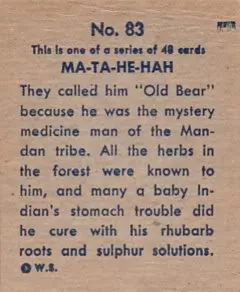 No. 83
This is one of a series of 48 cards
MA-TA-HE-HAH
They called him "Old Bear"
because he was the mystery
medicine man of the Man-
dan tribe. All the herbs in
the forest were known to
him, and many a baby In-
dian's stomach trouble did
he cure with his rhubarb
roots and sulphur solutions.
W.S.